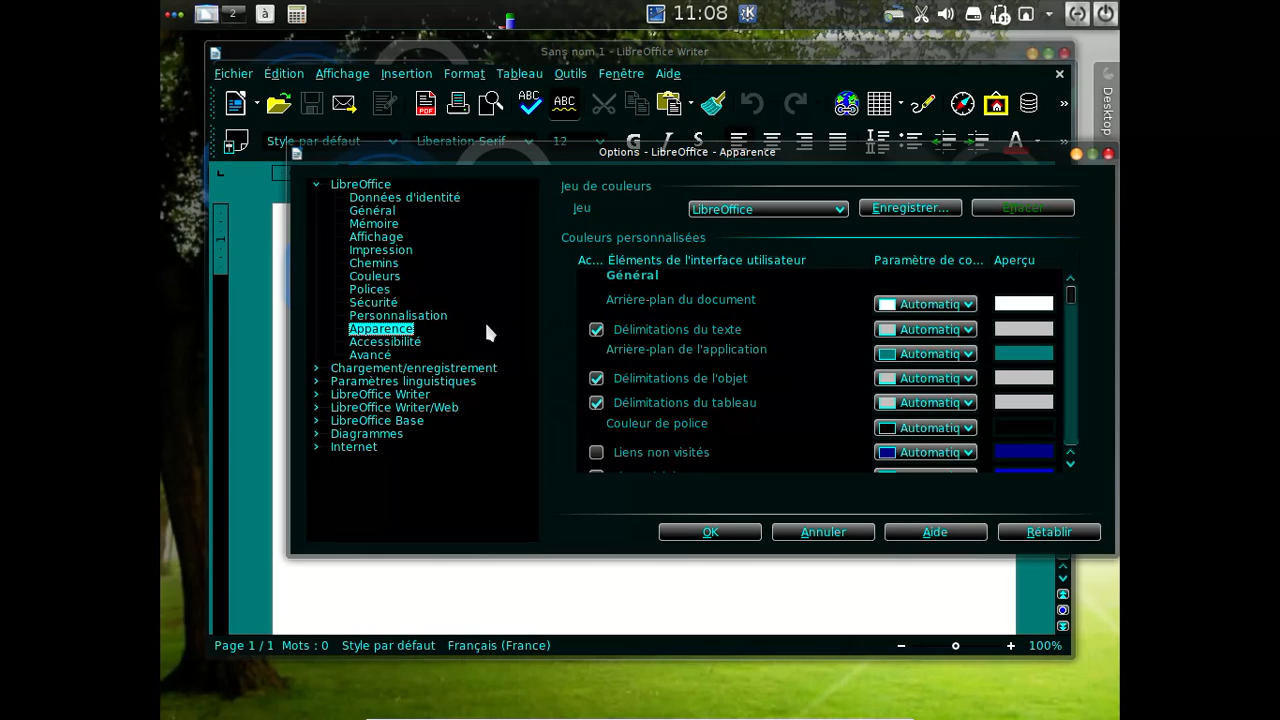 2
à
11:08
Sans nom 1 - LibreOffice Writer
Fichier Édition Affichage Insertion Format Tableau Outils Fenêtre Aide
PDF
ABC
ABC
Style par défaut Liberation Serif 12
G I S A
Desktop
Options - LibreOffice - Apparence
LibreOffice
Données d'identité
Général
Mémoire
Affichage
Impression
Chemins
Couleurs
Polices
Sécurité
Personnalisation
Apparence
Accessibilité
Avancé
Chargement/enregistrement
Paramètres linguistiques
LibreOffice Writer
LibreOffice Writer/Web
LibreOffice Base
Diagrammes
Internet
Jeu de couleurs
Jeu LibreOffice Enregistrer... Effacer
Couleurs personnalisées
Ac... Éléments de l'interface utilisateur Paramètre de co... Aperçu
Général
Arrière-plan du document Automatiq
Délimitations du texte Automatiq
Arrière-plan de l'application Automatiq
Délimitations de l'objet Automatiq
Délimitations du tableau Automatiq
Couleur de police Automatiq
Liens non visités Automatiq
OK Annuler Aide Rétablir
Page 1 / 1 Mots : 0 Style par défaut Français (France) 100%